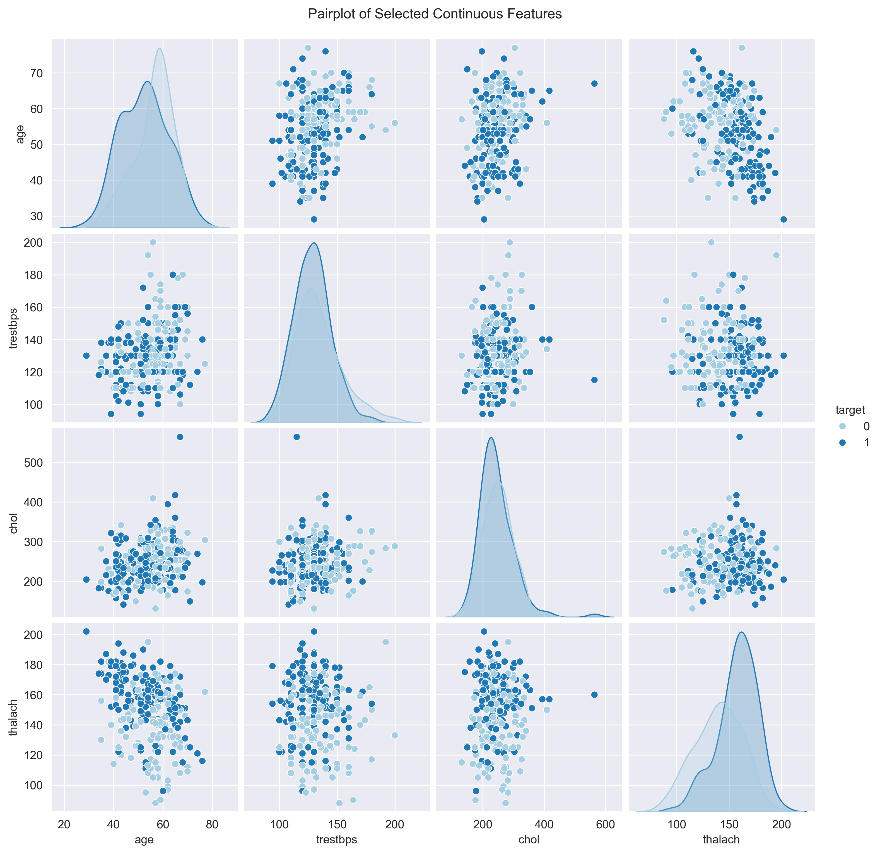 Pairplot of Selected Continuous Features
70
60
50
40
30
age
200
180
160
140
120
100
trestbps
target
0
1
500
400
300
200
chol
200
180
160
140
120
100
thalach
20 40 60 80
100 150 200
200 400 600
100 150 200
age
trestbps
chol
thalach